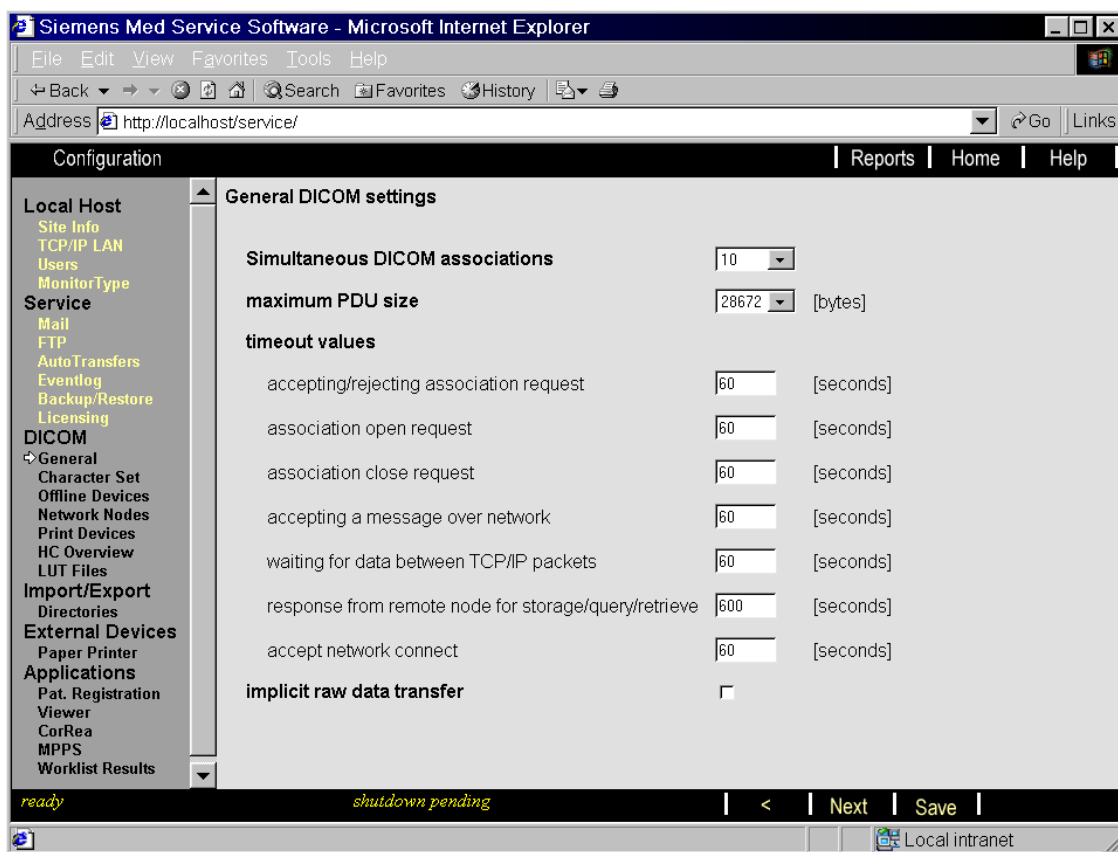 Siemens Med Service Software - Microsoft Internet Explorer
File Edit View Favorites Tools Help
Back Search Favorites History
Address http://localhost/service/ Go Links
Configuration Reports Home Help
Local Host
Site Info
TCP/IP LAN
Users
MonitorType
Service
Mail
FTP
AutoTransfers
Eventlog
Backup/Restore
Licensing
DICOM
General
Character Set
Offline Devices
Network Nodes
Print Devices
HC Overview
LUT Files
Import/Export
Directories
External Devices
Paper Printer
Applications
Pat. Registration
Viewer
CorRea
MPPS
Worklist Results
General DICOM settings
Simultaneous DICOM associations 10
maximum PDU size 28672 [bytes]
timeout values
accepting/rejecting association request 60 [seconds]
association open request 60 [seconds]
association close request 60 [seconds]
accepting a message over network 60 [seconds]
waiting for data between TCP/IP packets 60 [seconds]
response from remote node for storage/query/retrieve 600 [seconds]
accept network connect 60 [seconds]
implicit raw data transfer
ready shutdown pending < Next Save
Local intranet